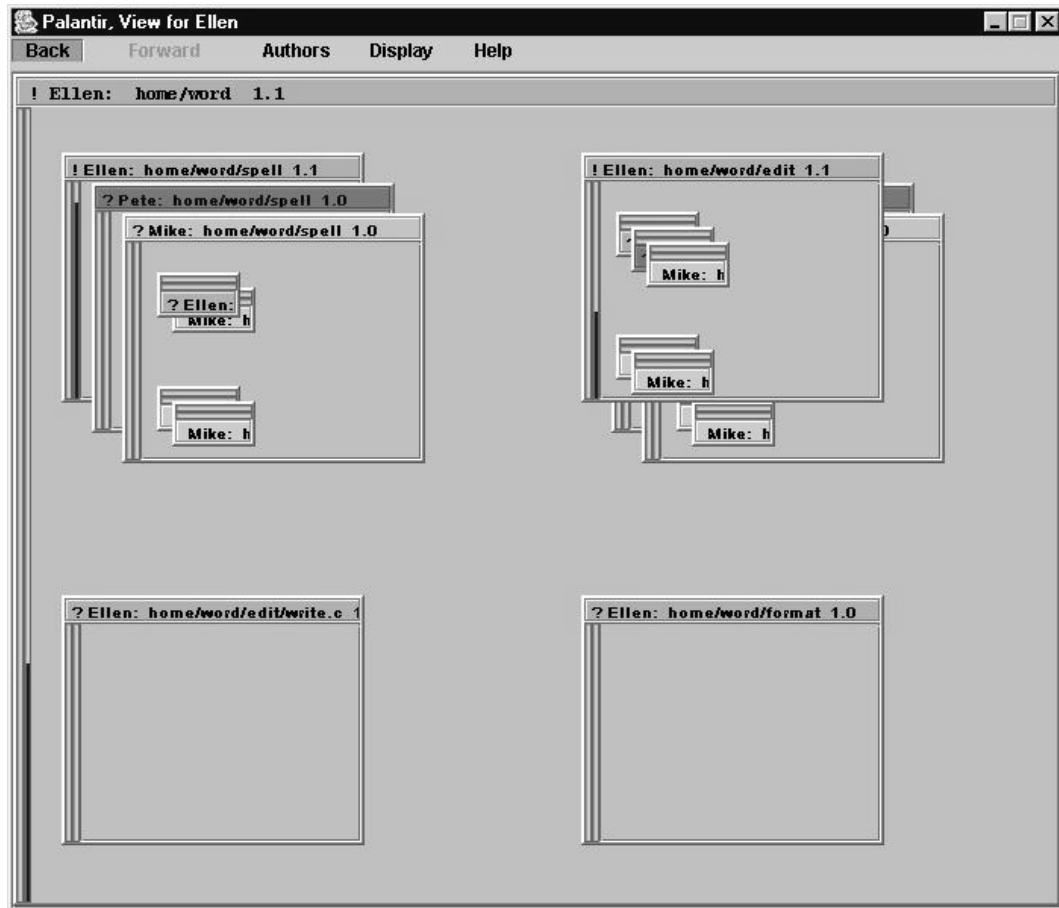 Palantir, View for Ellen
Back Forward Authors Display Help
! Ellen: home/word 1.1
! Ellen: home/word/spell 1.1
? Pete: home/word/spell 1.0
? Mike: home/word/spell 1.0
? Ellen:
Mike: h
Mike: h
! Ellen: home/word/edit 1.1
Mike: h
Mike: h
Mike: h
? Ellen: home/word/edit/write.c 1
? Ellen: home/word/format 1.0